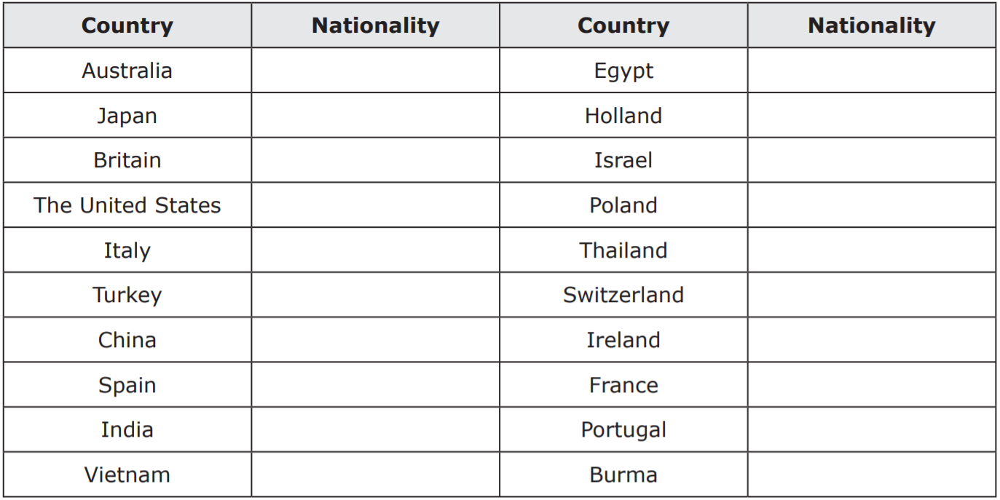 Country Nationality Country Nationality
Australia Egypt
Japan Holland
Britain Israel
The United States Poland
Italy Thailand
Turkey Switzerland
China Ireland
Spain France
India Portugal
Vietnam Burma